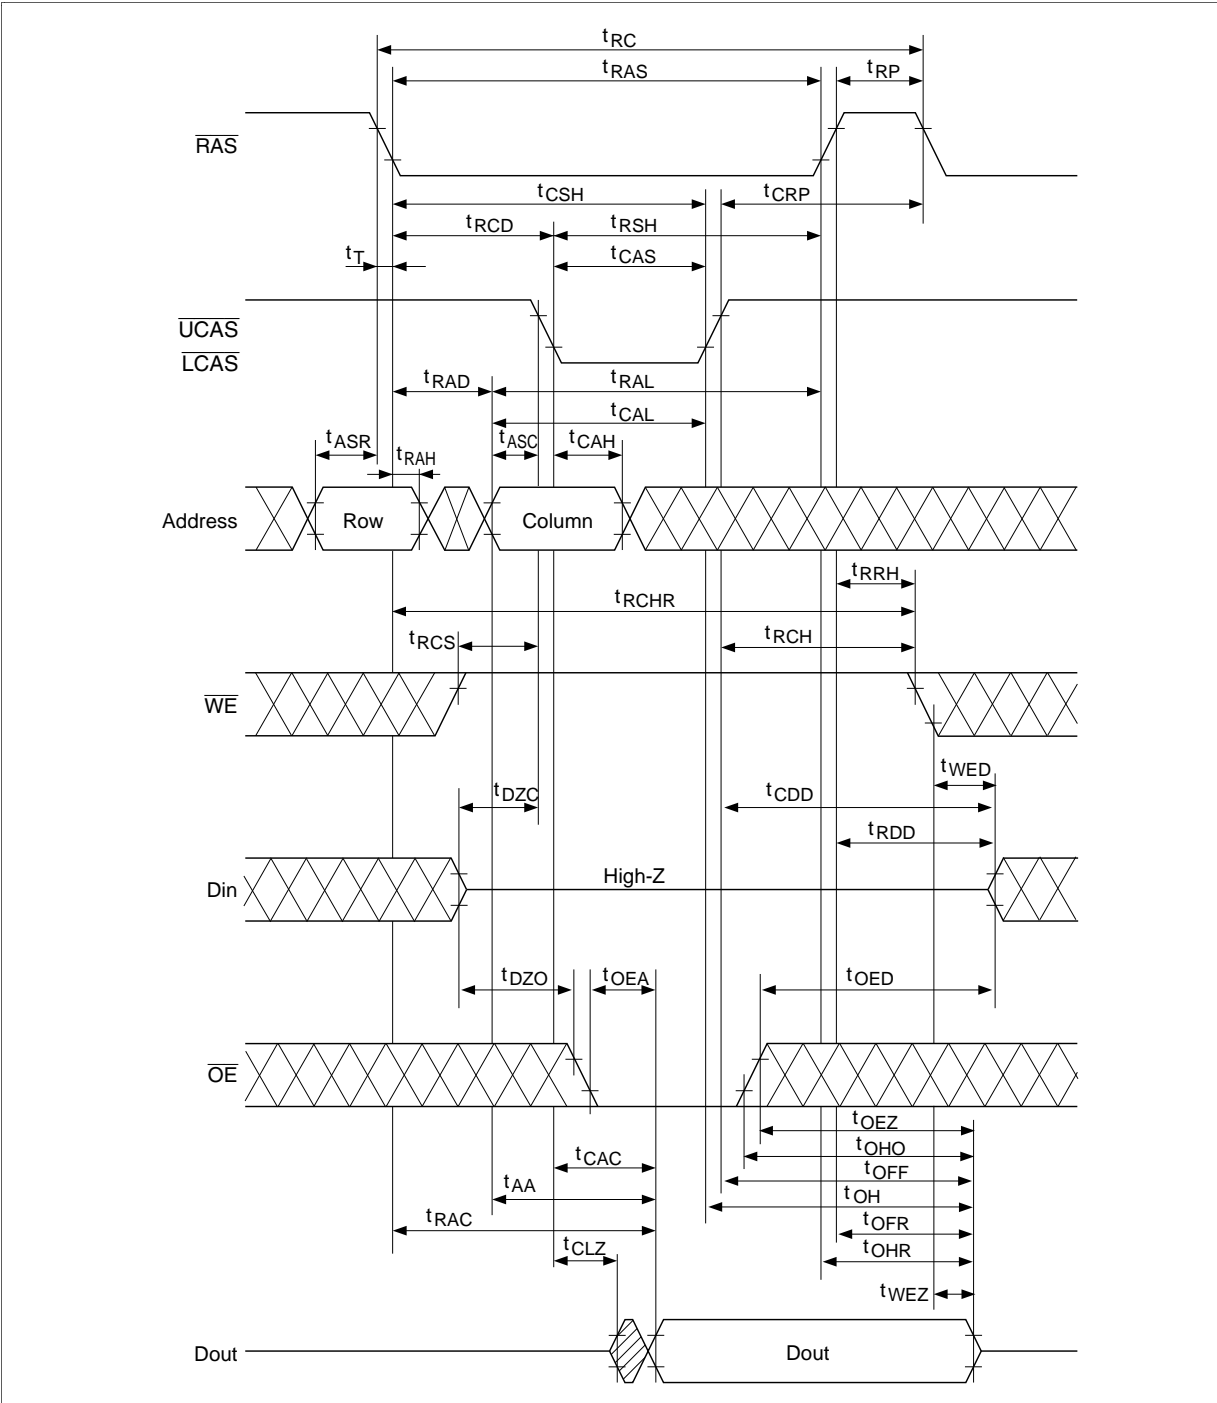 tRC
tRAS
tRP
RAS
tCSH
tCRP
tRCD
tRSH
tT
tCAS
UCAS
LCAS
tRAD
tRAL
tCAL
tASR
tASC
tCAH
tRAH
Address
Row
Column
tRRH
tRCHR
tRCS
tRCH
WE
tWED
tDZC
tCDD
tRDD
High-Z
Din
tDZO
tOEA
tOED
OE
tOEZ
tCAC
tOHO
tOFF
tAA
tOH
tRAC
tOFR
tCLZ
tOHR
tWEZ
Dout
Dout